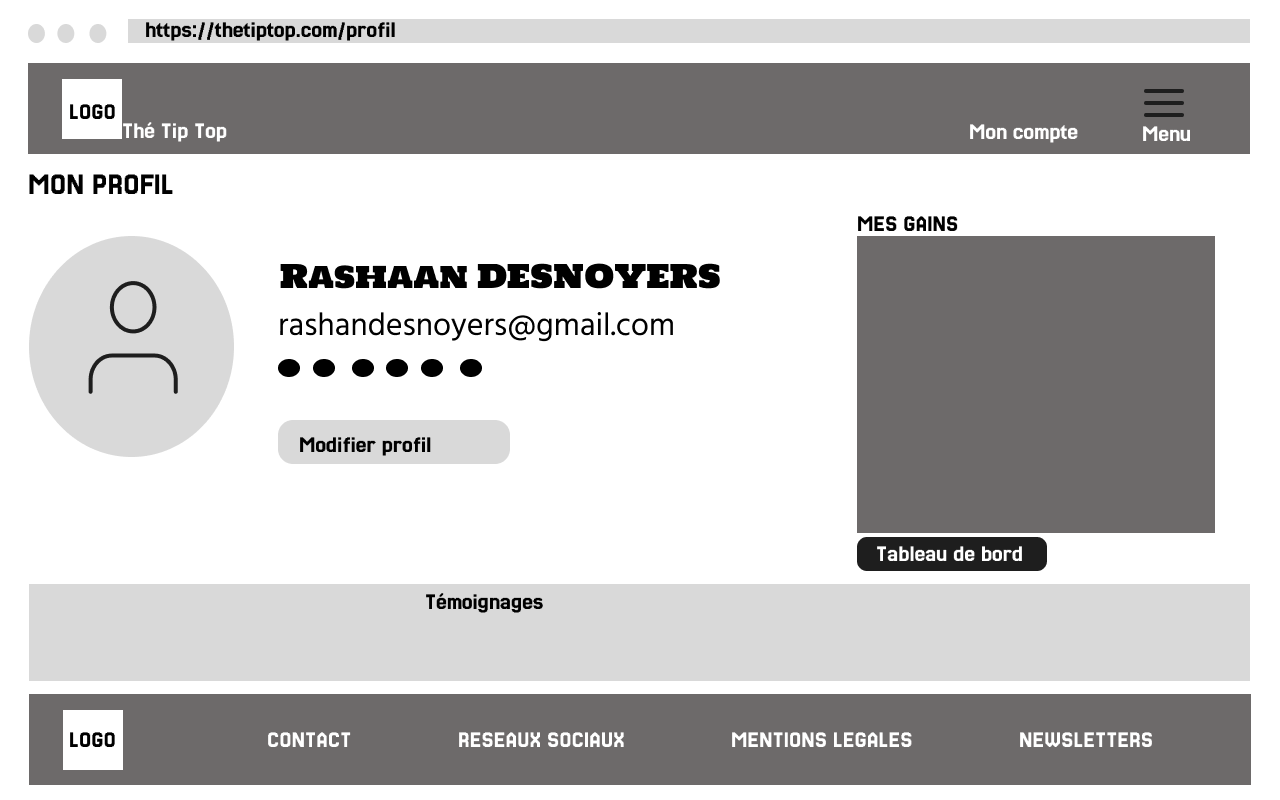 https://thetiptop.com/profil
LOGO
Thé Tip Top
Mon compte
Menu
MON PROFIL
MES GAINS
RASHAAN DESNOYERS
rashandesnoyers@gmail.com
Modifier profil
Tableau de bord
Témoignages
LOGO
CONTACT
RESEAUX SOCIAUX
MENTIONS LEGALES
NEWSLETTERS